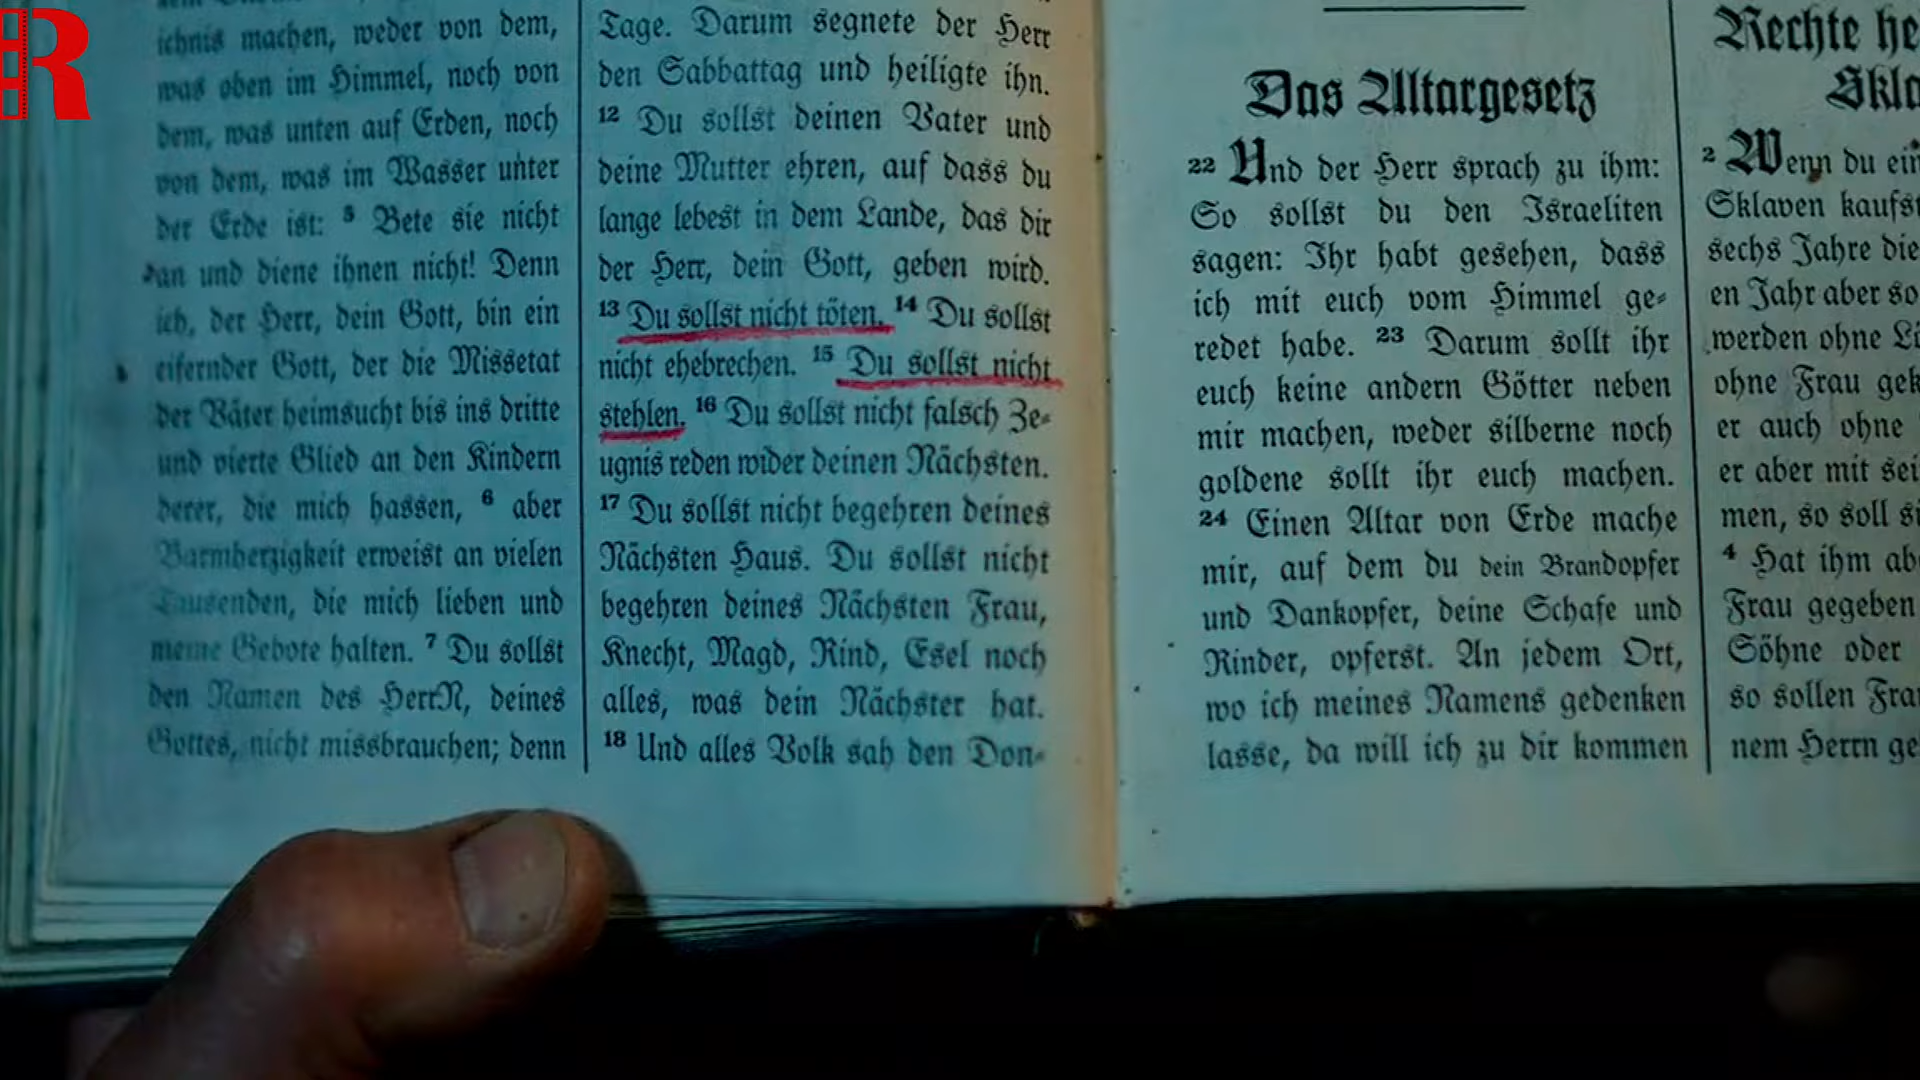 R
ichnis machen, weder von dem,
was oben im Himmel, noch von
dem, was unten auf Erden, noch
von dem, was im Wasser unter
der Erde ist: 5 Bete sie nicht
an und diene ihnen nicht! Denn
ich, der Herr, dein Gott, bin ein
eifernder Gott, der die Missetat
der Väter heimsucht bis ins dritte
und vierte Glied an den Kindern
derer, die mich hassen, 6 aber
Barmherzigkeit erweist an vielen
Tausenden, die mich lieben und
meine Gebote halten. 7 Du sollst
den Namen des HerrN, deines
Gottes, nicht missbrauchen; denn
Tage. Darum segnete der Herr
den Sabbattag und heiligte ihn.
12 Du sollst deinen Vater und
deine Mutter ehren, auf dass du
lange lebest in dem Lande, das dir
der Herr, dein Gott, geben wird.
13 Du sollst nicht töten. 14 Du sollst
nicht ehebrechen. 15 Du sollst nicht
stehlen. 16 Du sollst nicht falsch Ze-
ugnis reden wider deinen Nächsten.
17 Du sollst nicht begehren deines
Nächsten Haus. Du sollst nicht
begehren deines Nächsten Frau,
Knecht, Magd, Rind, Esel noch
alles, was dein Nächster hat.
18 Und alles Volk sah den Don-
Das Altargesetz
22 Und der Herr sprach zu ihm:
So sollst du den Israeliten
sagen: Ihr habt gesehen, dass
ich mit euch vom Himmel ge-
redet habe. 23 Darum sollt ihr
euch keine andern Götter neben
mir machen, weder silberne noch
goldene sollt ihr euch machen.
24 Einen Altar von Erde mache
mir, auf dem du dein Brandopfer
und Dankopfer, deine Schafe und
Rinder, opferst. An jedem Ort,
wo ich meines Namens gedenken
lasse, da will ich zu dir kommen
Rechte he
Skla
2 Wenn du ein
Sklaven kaufst
sechs Jahre die
en Jahr aber so
werden ohne Lö
ohne Frau gek
er auch ohne
er aber mit sei
men, so soll si
4 Hat ihm ab
Frau gegeben
Söhne oder
so sollen Frau
nem Herrn ge